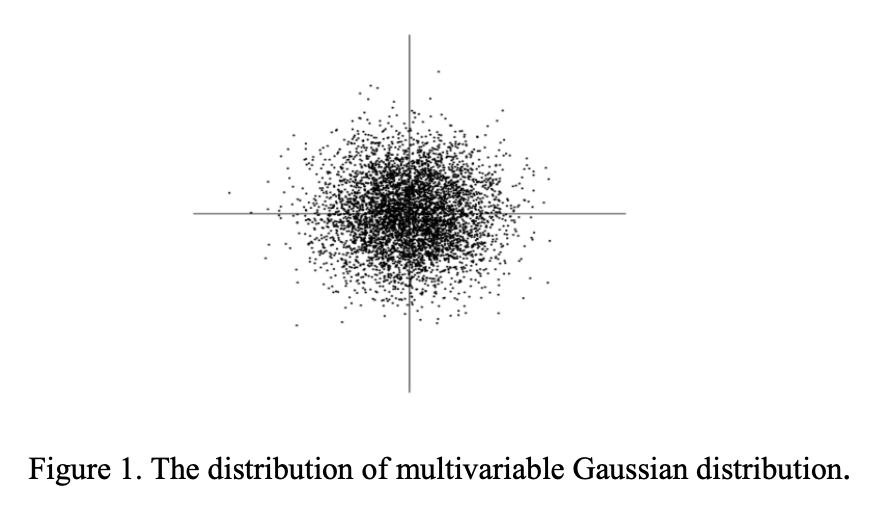 Figure 1. The distribution of multivariable Gaussian distribution.